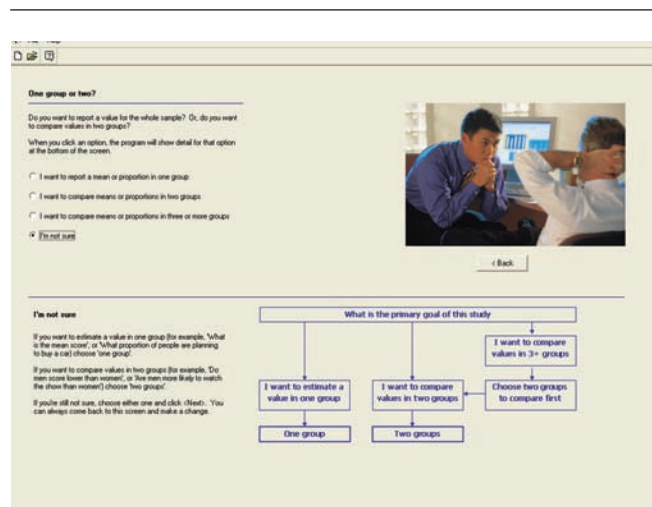 One group or two?
Do you want to report a value for the whole sample? Or, do you want
to compare values in two groups?
When you click an option, the program will show detail for that option
at the bottom of the screen.
I want to report a mean or proportion in one group
I want to compare means or proportions in two groups
I want to compare means or proportions in three or more groups
I'm not sure
< Back
I'm not sure
If you want to estimate a value in one group (for example, 'What
is the mean score', or 'What proportion of people are planning
to buy a car) choose 'one group'.
If you want to compare values in two groups (for example, 'Do
men score lower than women', or 'Are men more likely to watch
the show than women') choose 'two groups'.
If you're still not sure, choose either one and click <Next>. You
can always come back to this screen and make a change.
What is the primary goal of this study
I want to compare
values in 3+ groups
I want to estimate a
value in one group
I want to compare
values in two groups
Choose two groups
to compare first
One group
Two groups